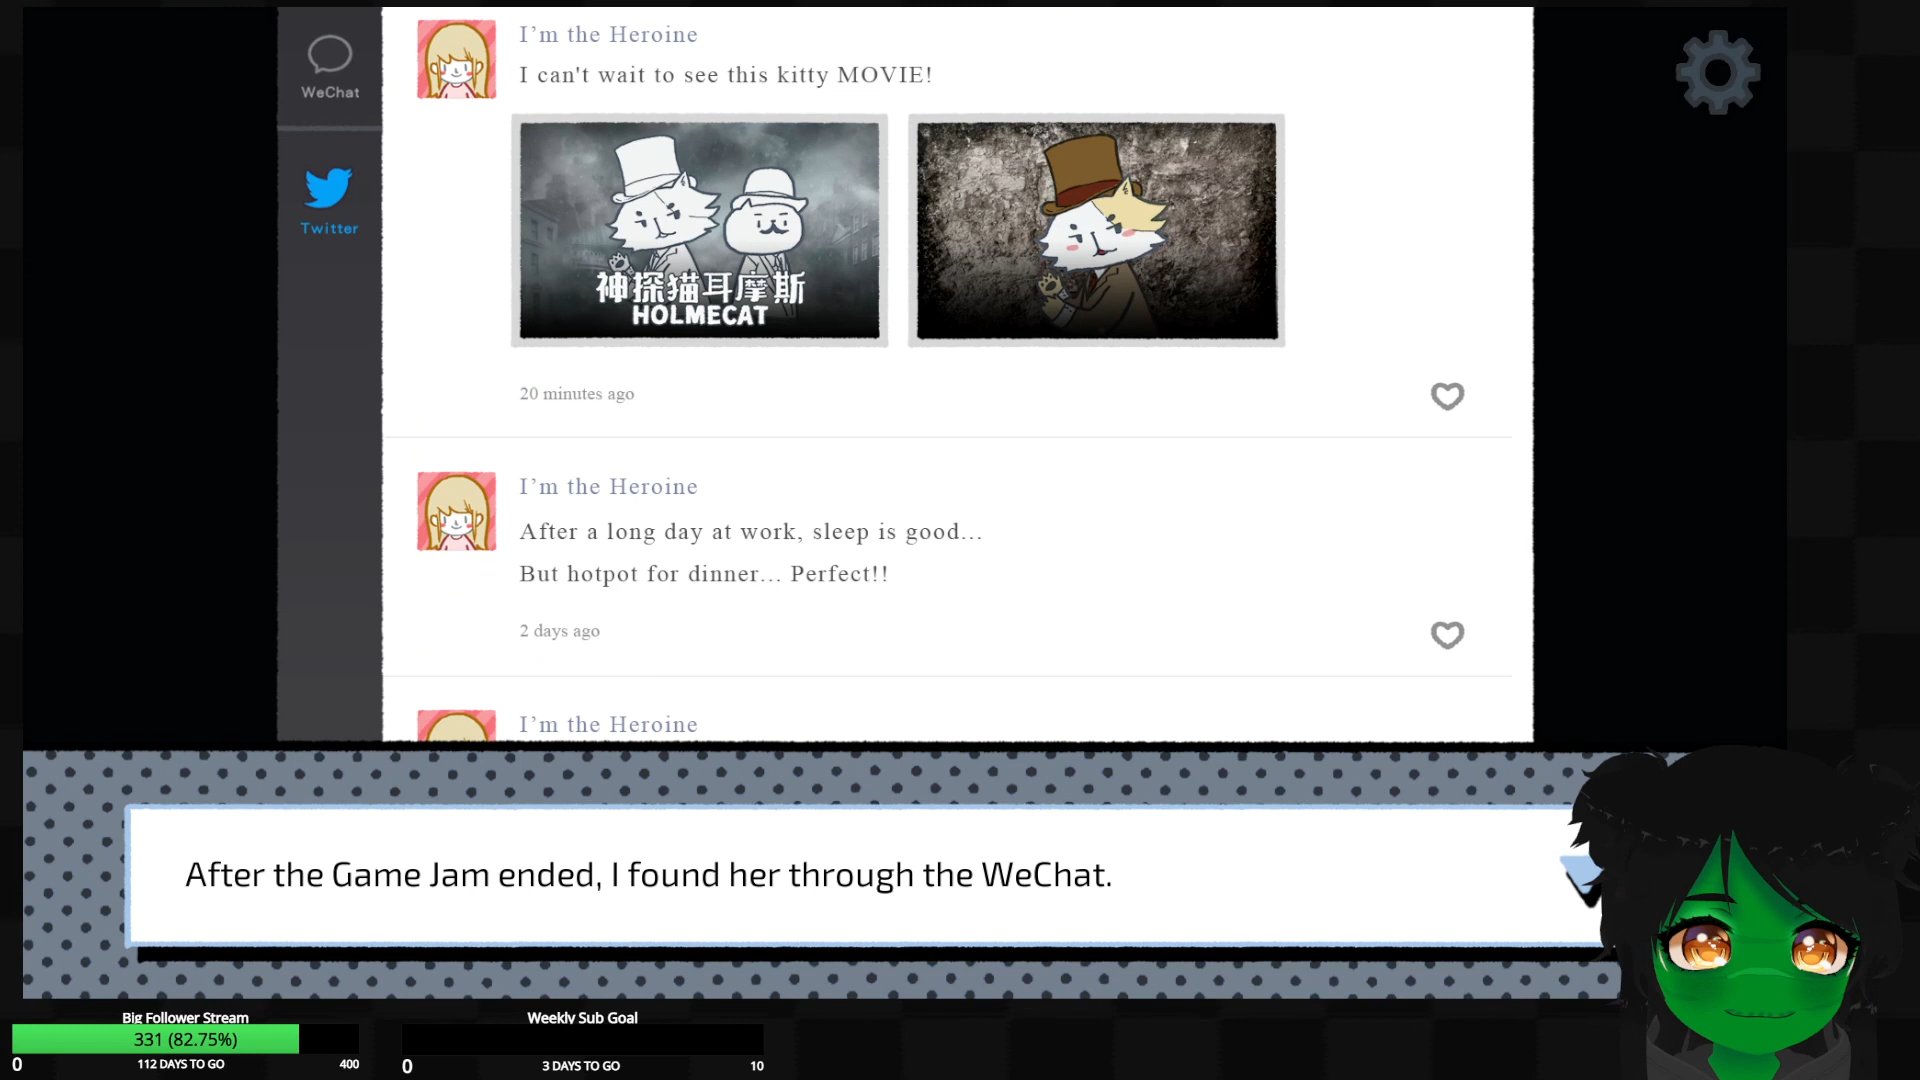 WeChat
Twitter
I'm the Heroine
I can't wait to see this kitty MOVIE!
神探猫耳摩斯
HOLMECAT
20 minutes ago
I'm the Heroine
After a long day at work, sleep is good...
But hotpot for dinner... Perfect!!
2 days ago
I'm the Heroine
After the Game Jam ended, I found her through the WeChat.
Big Follower Stream
331 (82.75%)
0
112 DAYS TO GO
400
Weekly Sub Goal
0
3 DAYS TO GO
10